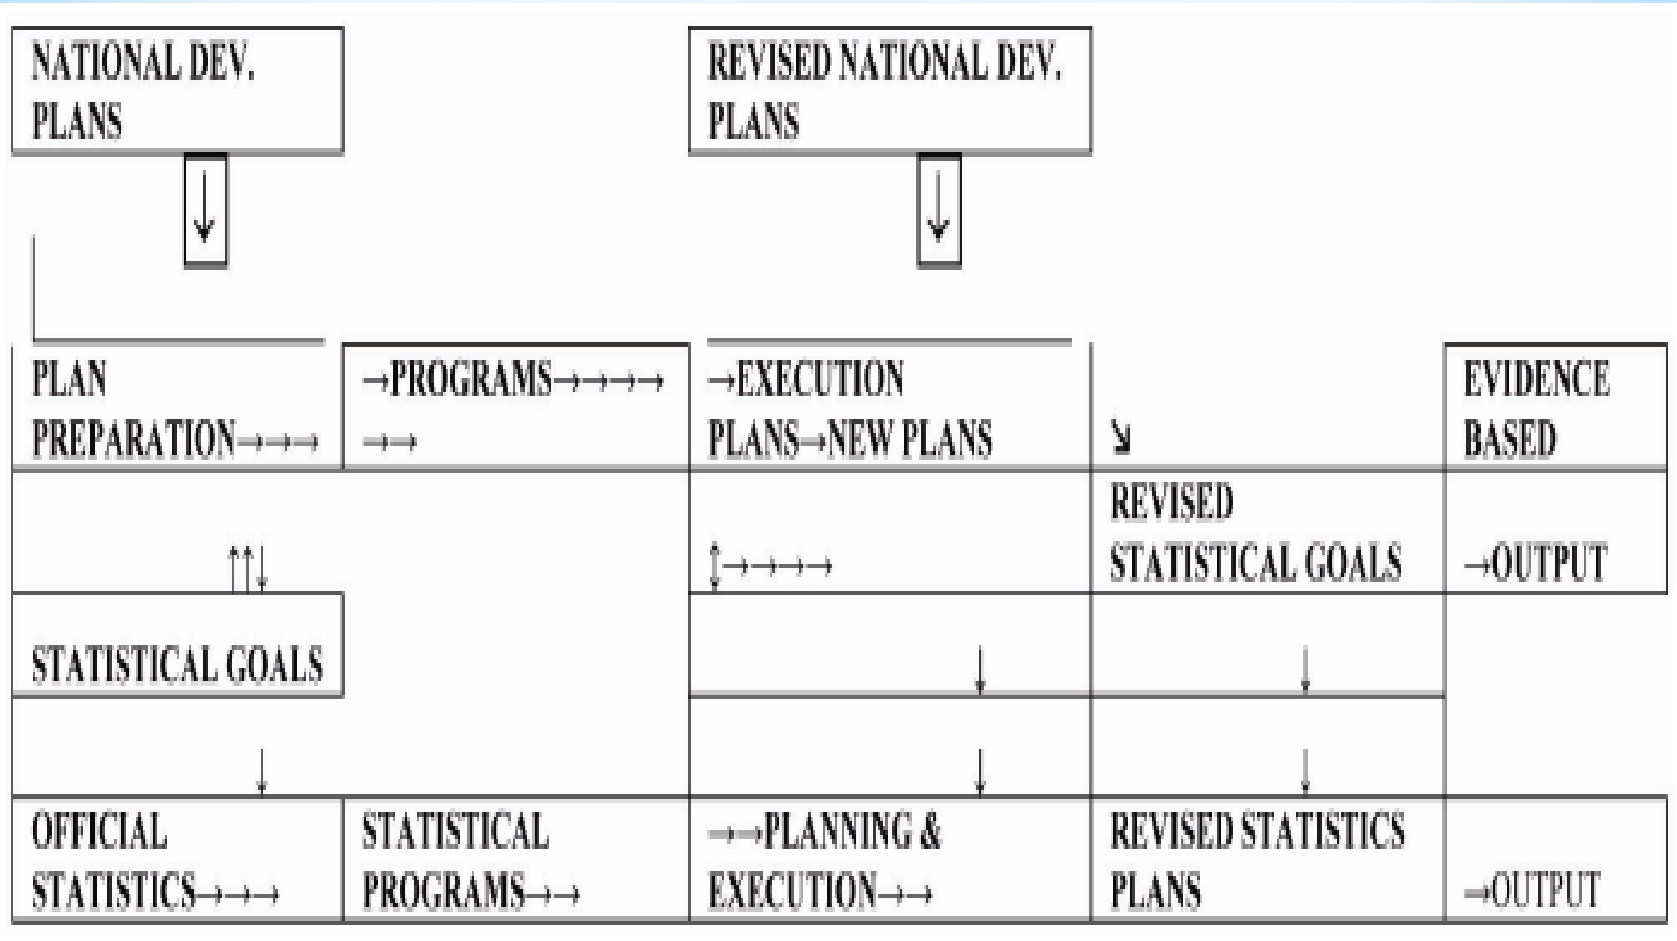 NATIONAL DEV.
PLANS
REVISED NATIONAL DEV.
PLANS
↓
↓
PLAN
PREPARATION→→→
→PROGRAMS→→→→
→→
→EXECUTION
PLANS→NEW PLANS
↘
EVIDENCE
BASED
↑↑↓
↕→→→→
REVISED
STATISTICAL GOALS
→OUTPUT
STATISTICAL GOALS
↓
↓
↓
↓
↓
OFFICIAL
STATISTICS→→→
STATISTICAL
PROGRAMS→→
→→PLANNING &
EXECUTION→→
REVISED STATISTICS
PLANS
→OUTPUT